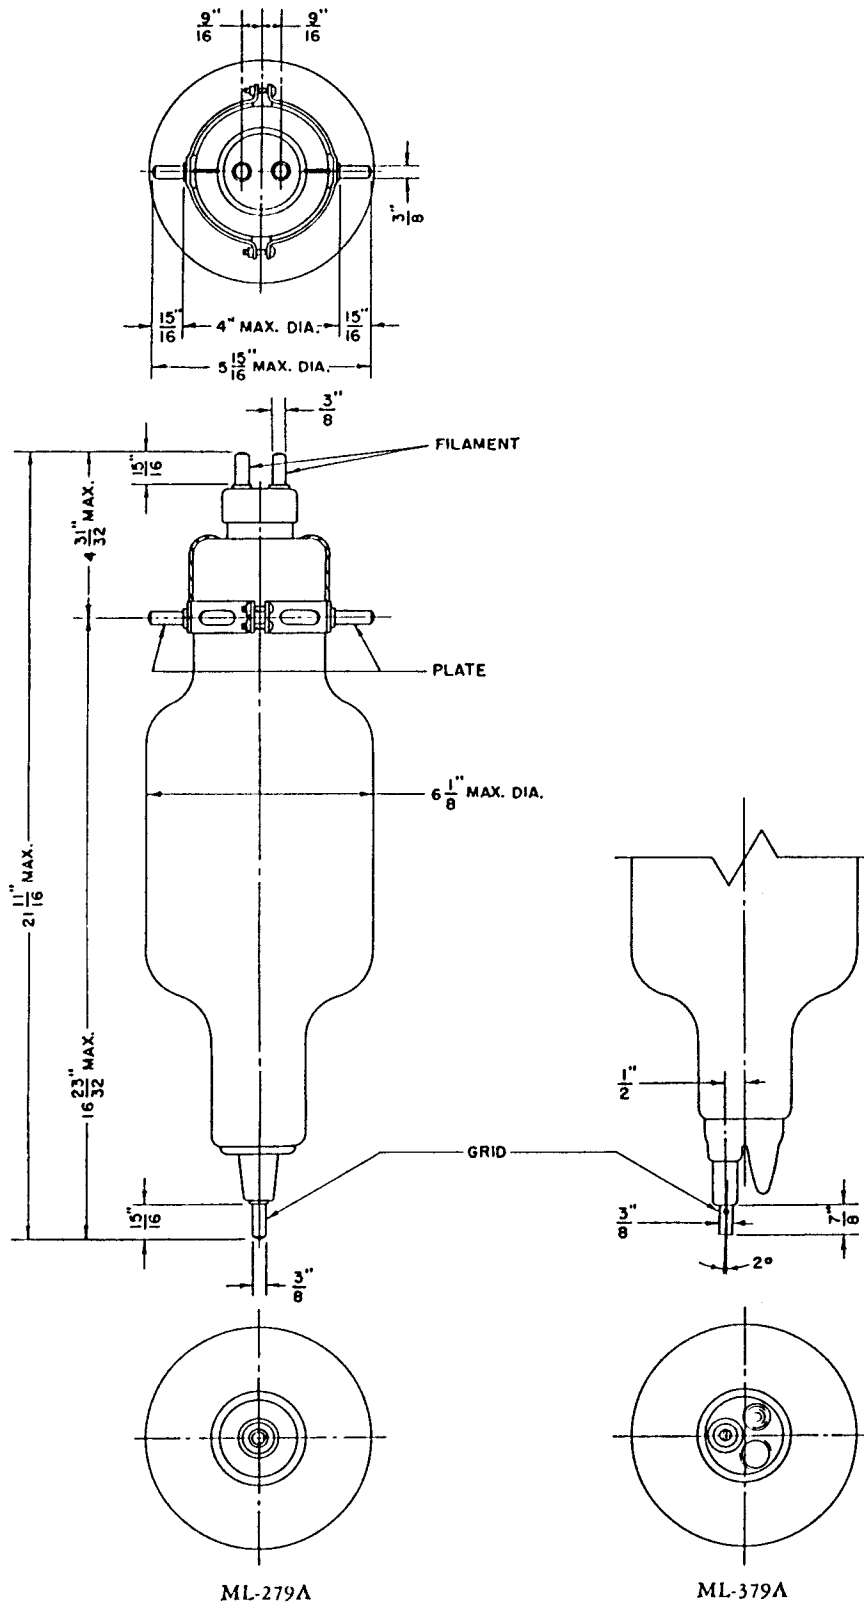 9/16" 9/16"
3/8"
15/16" 4" MAX. DIA. 15/16"
5 15/16" MAX. DIA.
3/8"
FILAMENT
15/16"
4 31/32" MAX.
PLATE
6 1/8" MAX. DIA.
21 11/16" MAX.
16 23/32" MAX.
1/2"
GRID
15/16"
3/8"
7/8"
2°
3/8"
ML-279A
ML-379A